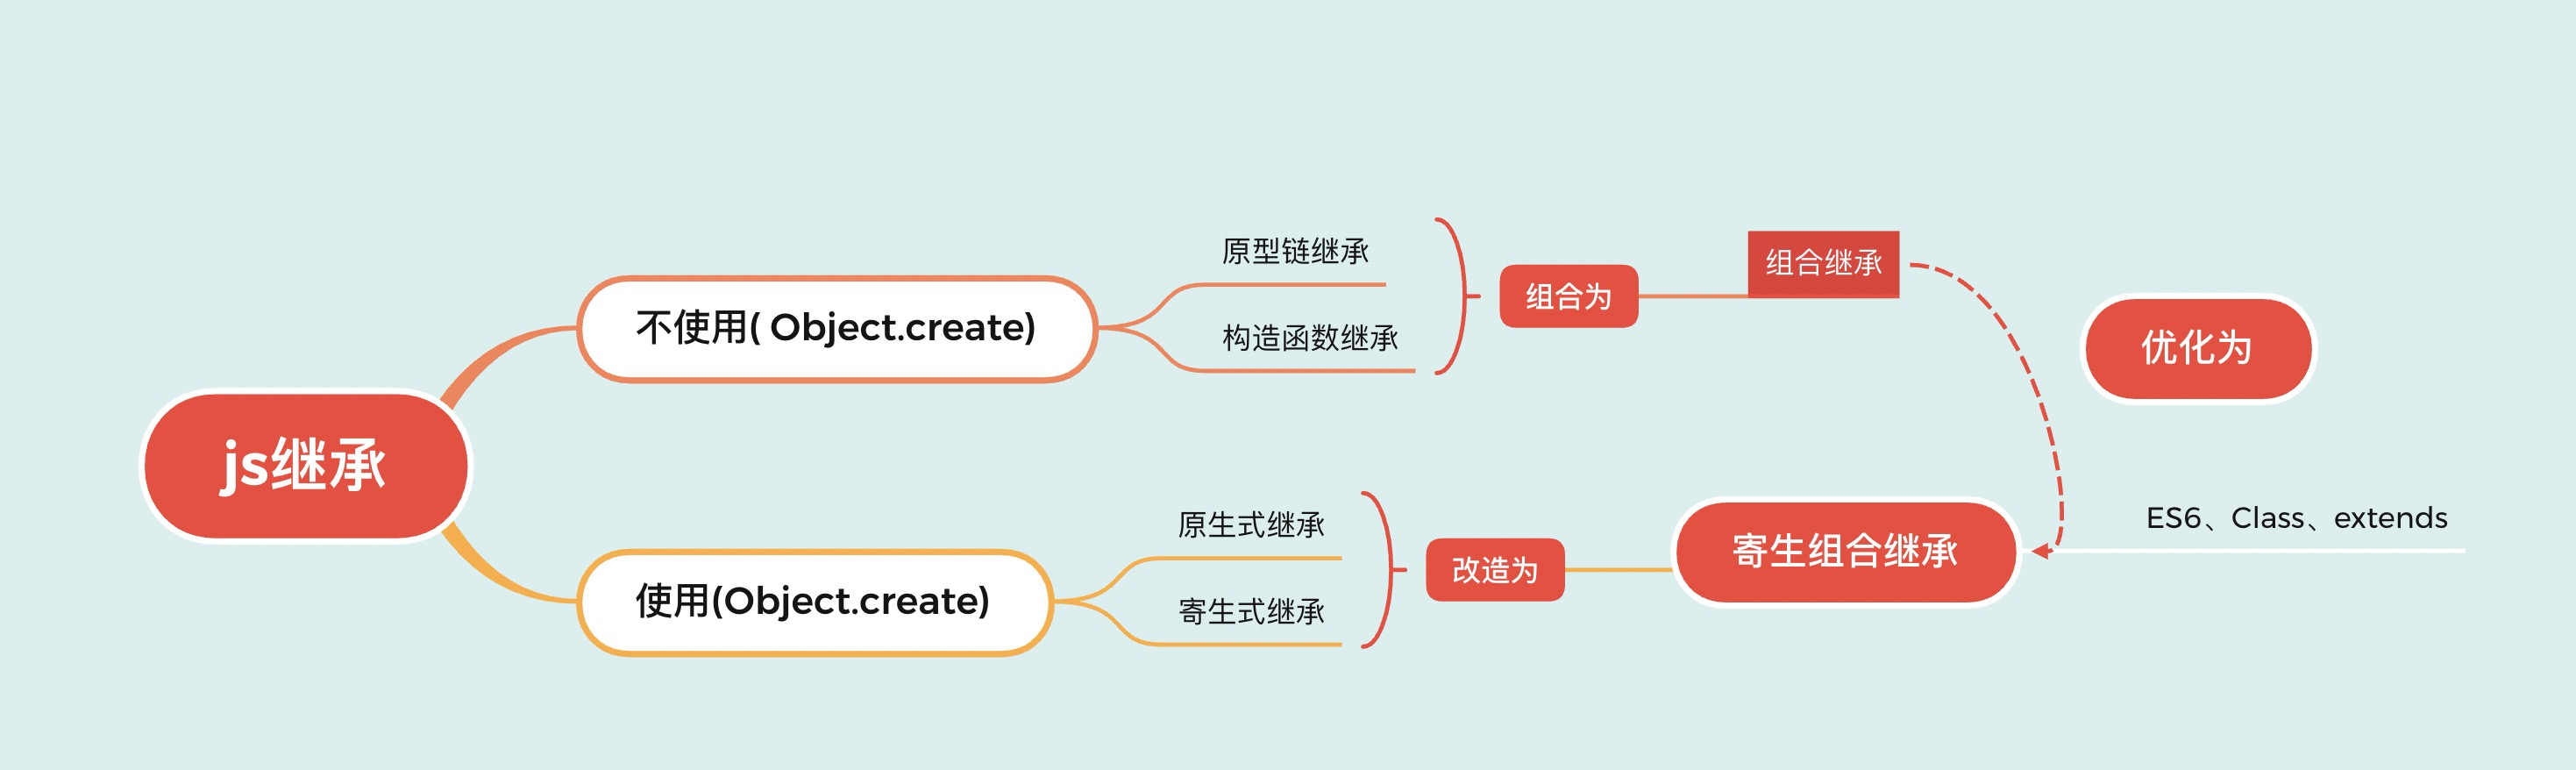 js继承
不使用( Object.create)
原型链继承
构造函数继承
组合为
组合继承
优化为
使用(Object.create)
原生式继承
寄生式继承
改造为
寄生组合继承
ES6、Class、extends